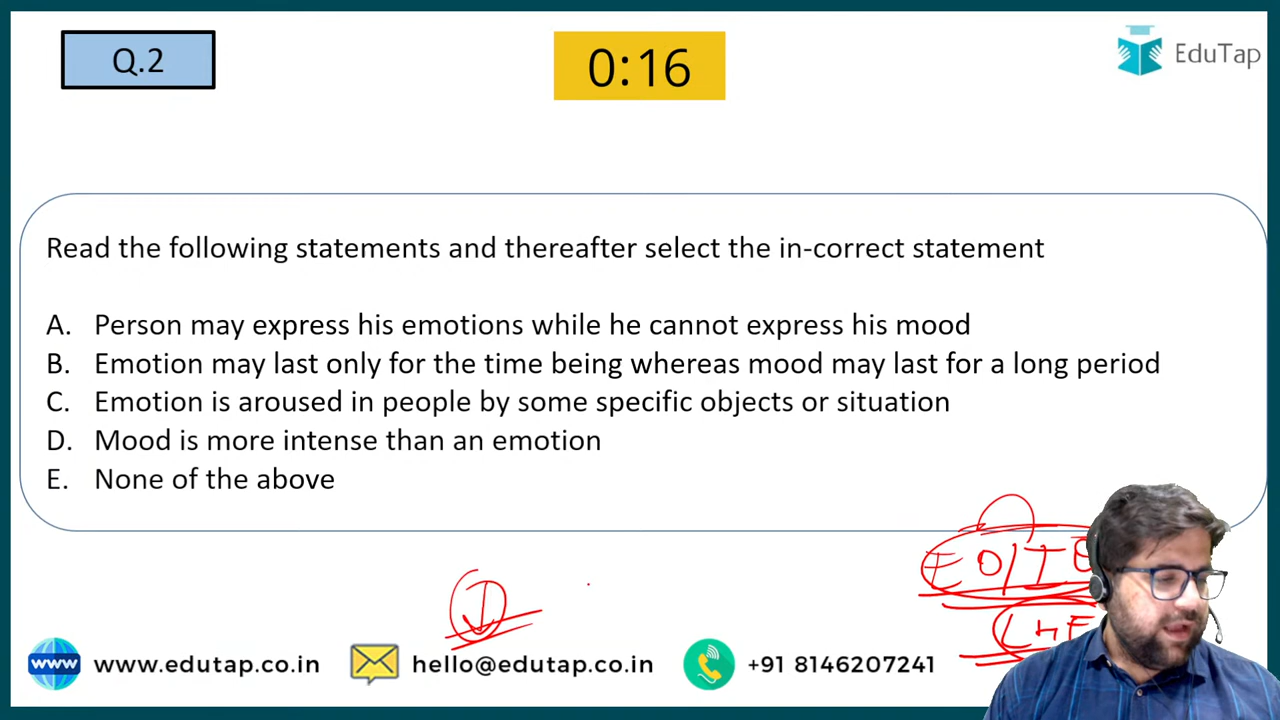 Q.2
0:16
EduTap
Read the following statements and thereafter select the in-correct statement
A. Person may express his emotions while he cannot express his mood
B. Emotion may last only for the time being whereas mood may last for a long period
C. Emotion is aroused in people by some specific objects or situation
D. Mood is more intense than an emotion
E. None of the above
www www.edutap.co.in hello@edutap.co.in +91 8146207241